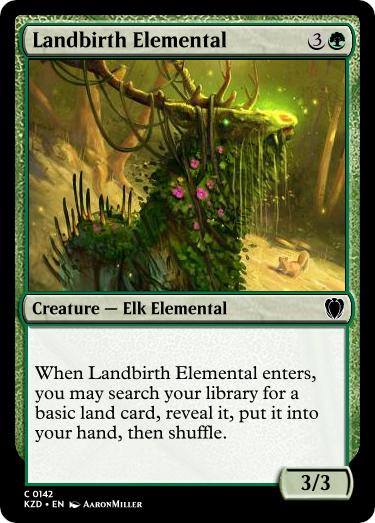 Landbirth Elemental 3
Creature — Elk Elemental
When Landbirth Elemental enters,
you may search your library for a
basic land card, reveal it, put it into
your hand, then shuffle.
3/3
C 0142
KZD • EN AaronMiller